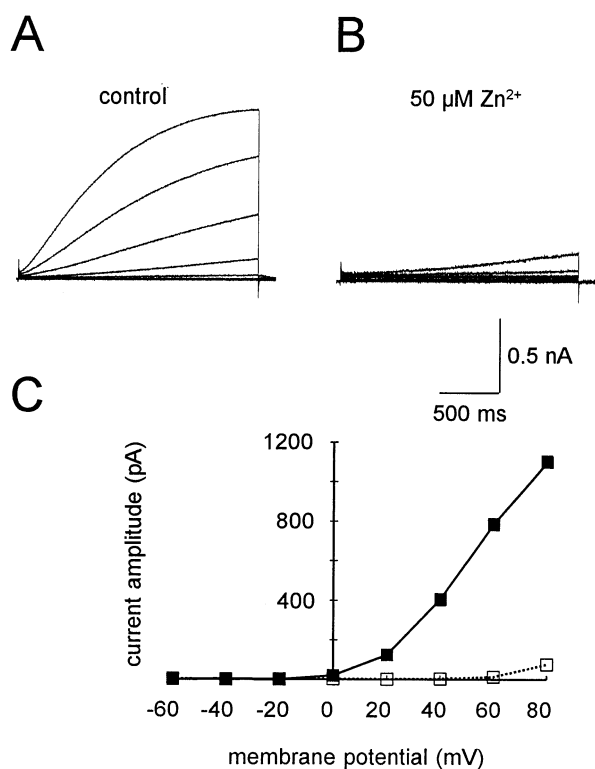 A
B
control
50 µM Zn²⁺
0.5 nA
500 ms
C
current amplitude (pA)
1200
800
400
-60 -40 -20 0 20 40 60 80
membrane potential (mV)